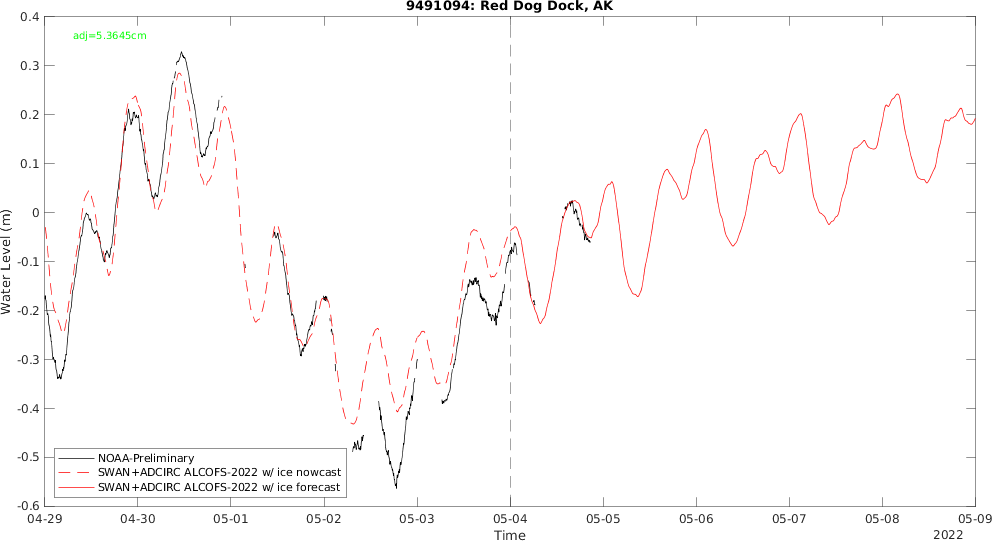 9491094: Red Dog Dock, AK
adj=5.3645cm
Water Level (m)
0.4
0.3
0.2
0.1
0
-0.1
-0.2
-0.3
-0.4
-0.5
-0.6
NOAA-Preliminary
SWAN+ADCIRC ALCOFS-2022 w/ ice nowcast
SWAN+ADCIRC ALCOFS-2022 w/ ice forecast
04-29 04-30 05-01 05-02 05-03 05-04 05-05 05-06 05-07 05-08 05-09
Time
2022